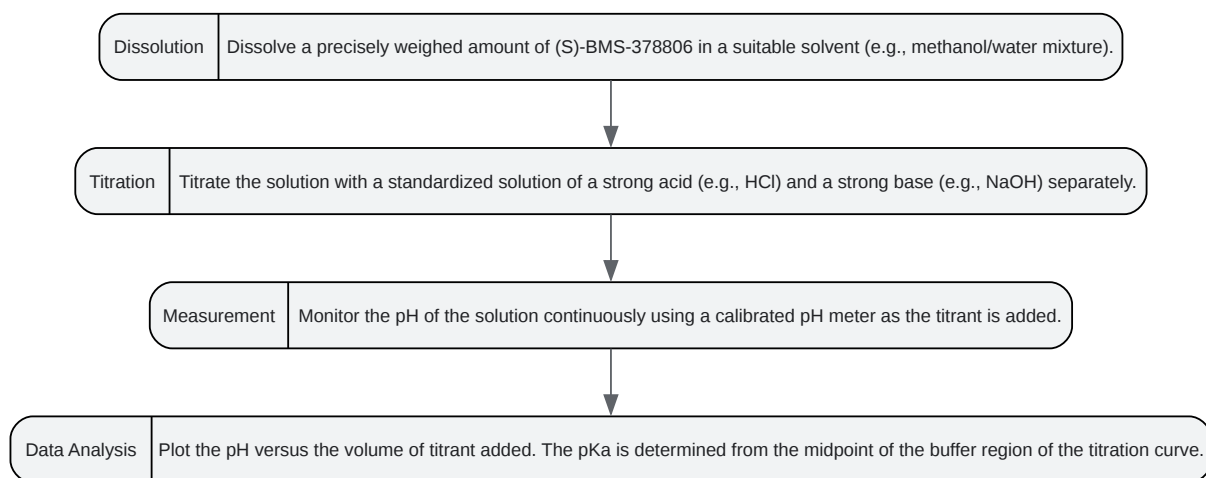 Dissolution
Dissolve a precisely weighed amount of (S)-BMS-378806 in a suitable solvent (e.g., methanol/water mixture).
Titration
Titrate the solution with a standardized solution of a strong acid (e.g., HCl) and a strong base (e.g., NaOH) separately.
Measurement
Monitor the pH of the solution continuously using a calibrated pH meter as the titrant is added.
Data Analysis
Plot the pH versus the volume of titrant added. The pKa is determined from the midpoint of the buffer region of the titration curve.